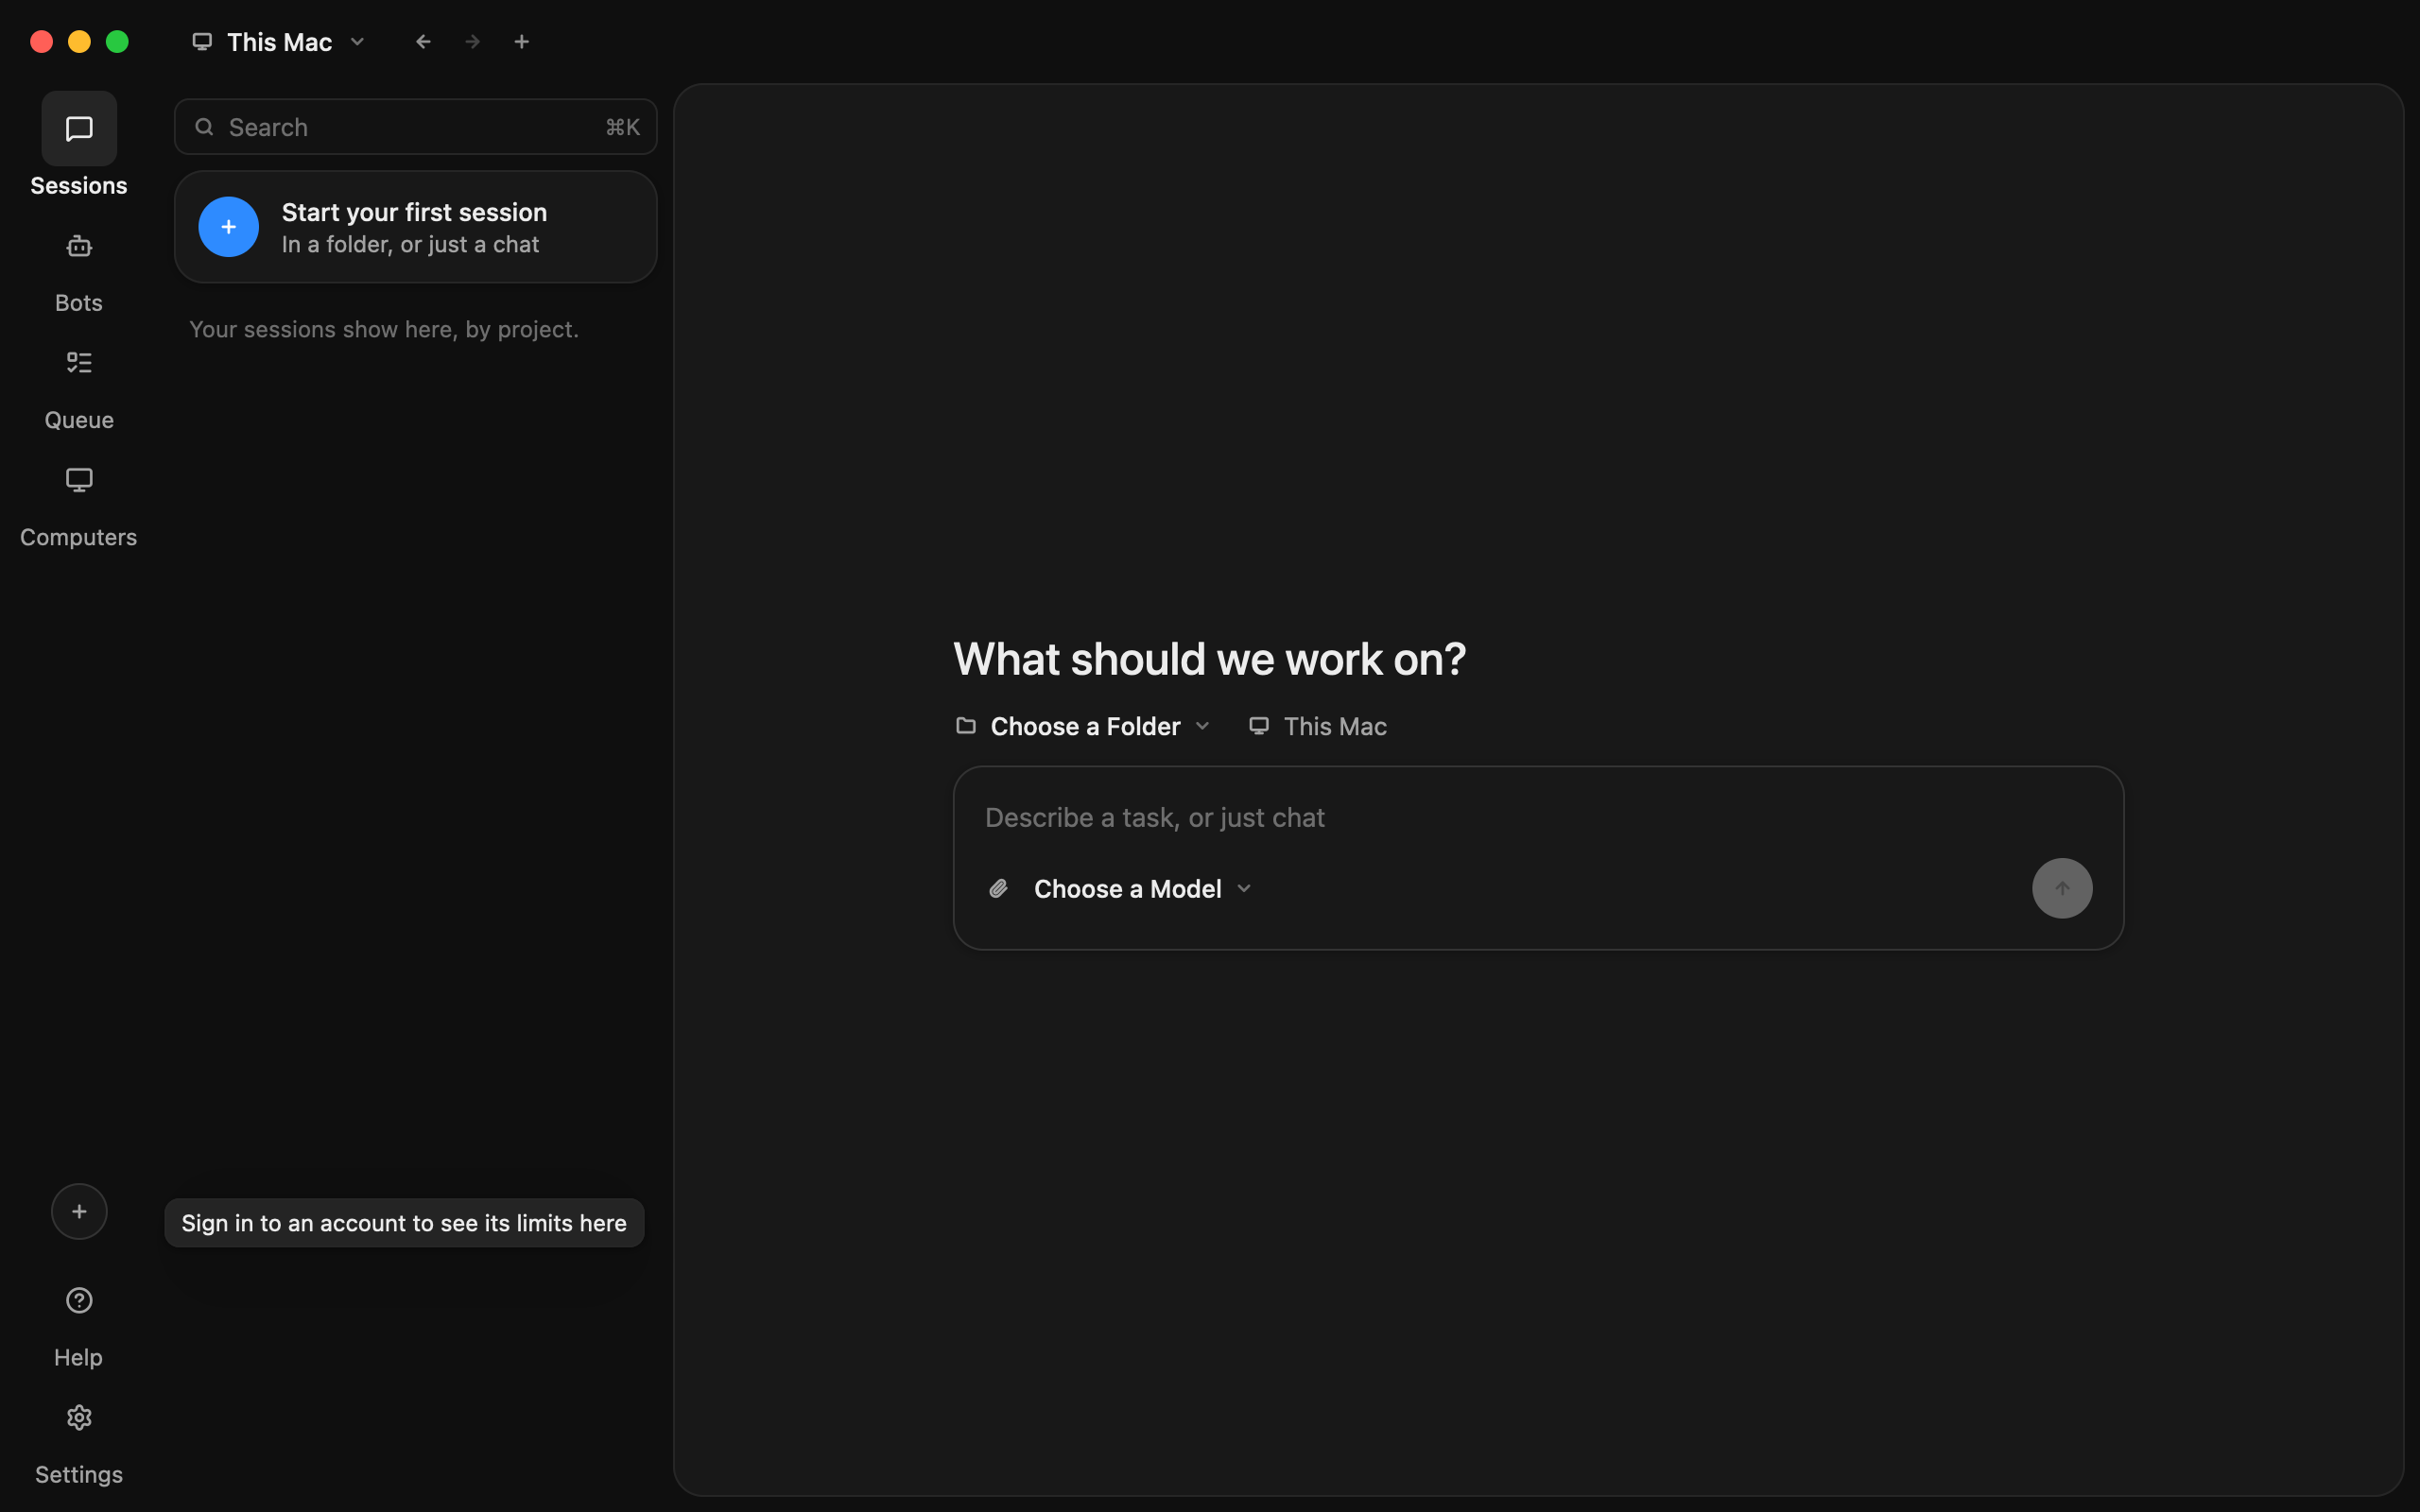 This Mac
Search ⌘K
Sessions
Start your first session
In a folder, or just a chat
Bots
Your sessions show here, by project.
Queue
Computers
What should we work on?
Choose a Folder This Mac
Describe a task, or just chat
Choose a Model
Sign in to an account to see its limits here
Help
Settings